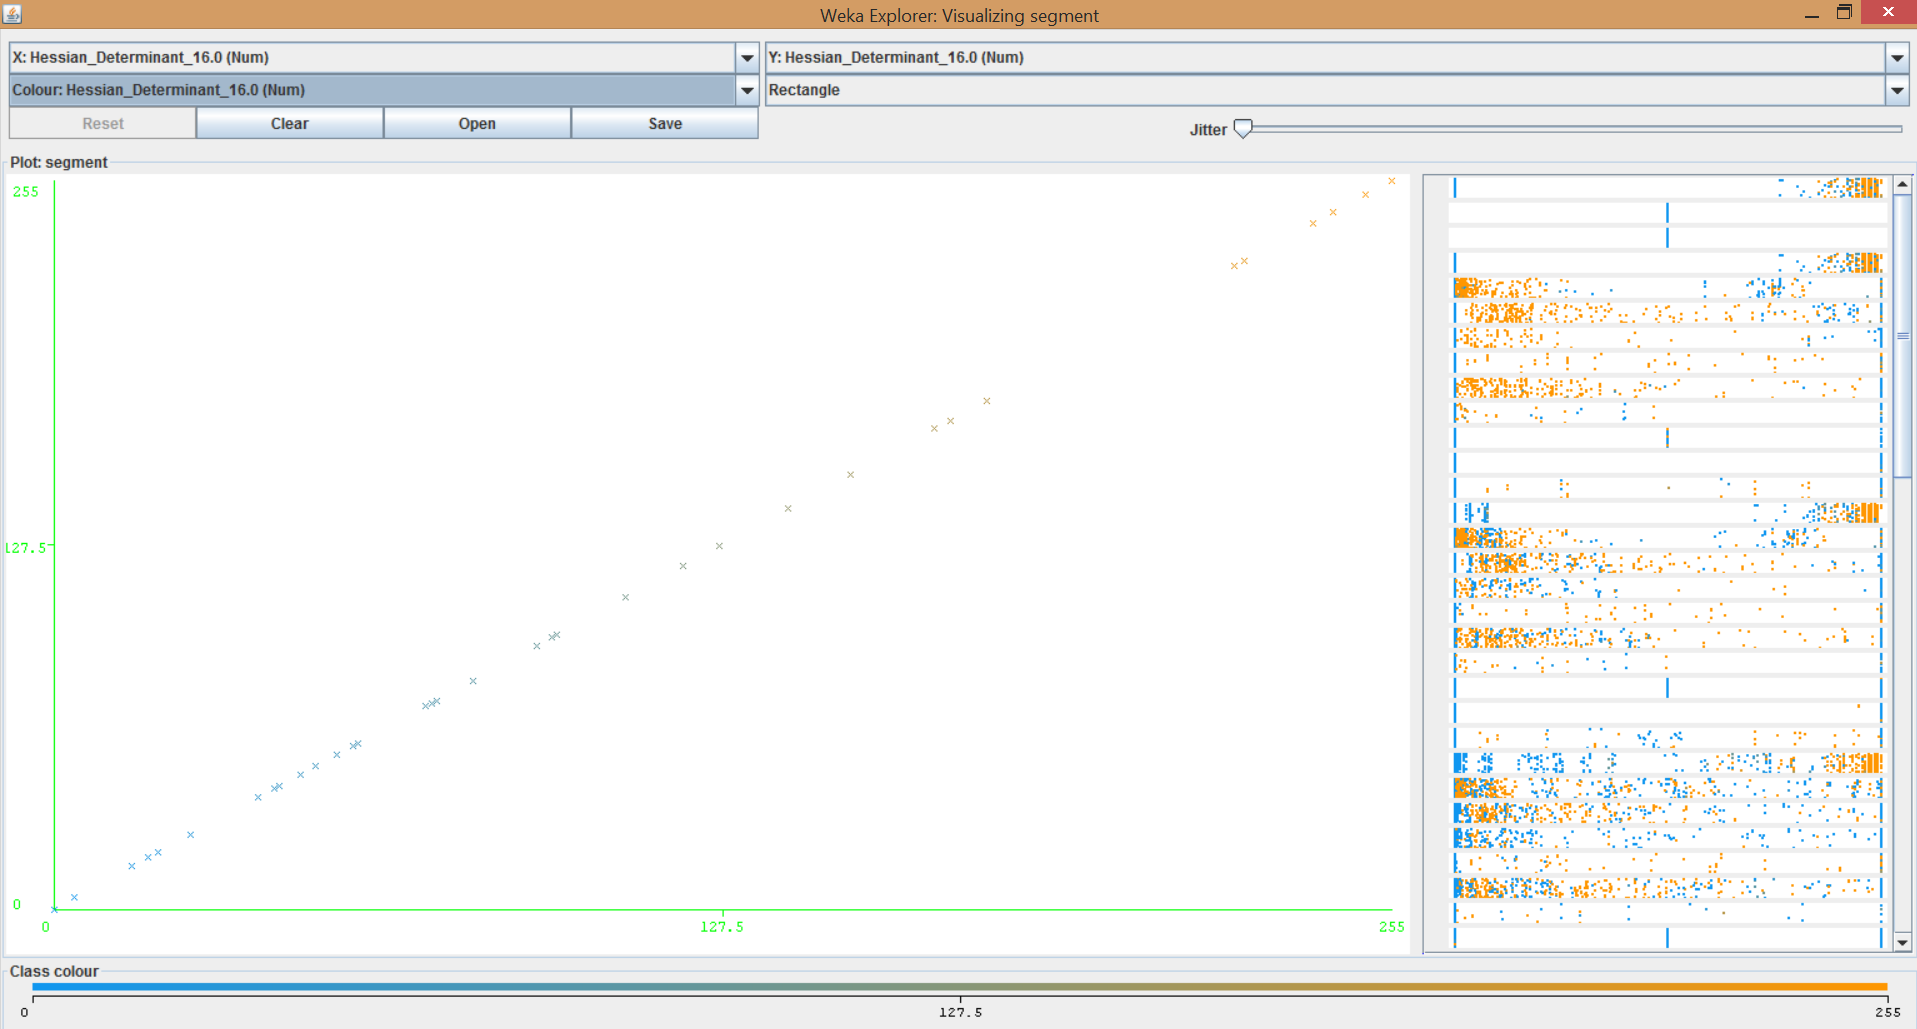 Weka Explorer: Visualizing segment
X: Hessian_Determinant_16.0 (Num)
Y: Hessian_Determinant_16.0 (Num)
Colour: Hessian_Determinant_16.0 (Num)
Rectangle
Reset
Clear
Open
Save
Jitter
Plot: segment
255
127.5
0
0
127.5
255
Class colour
0
127.5
255